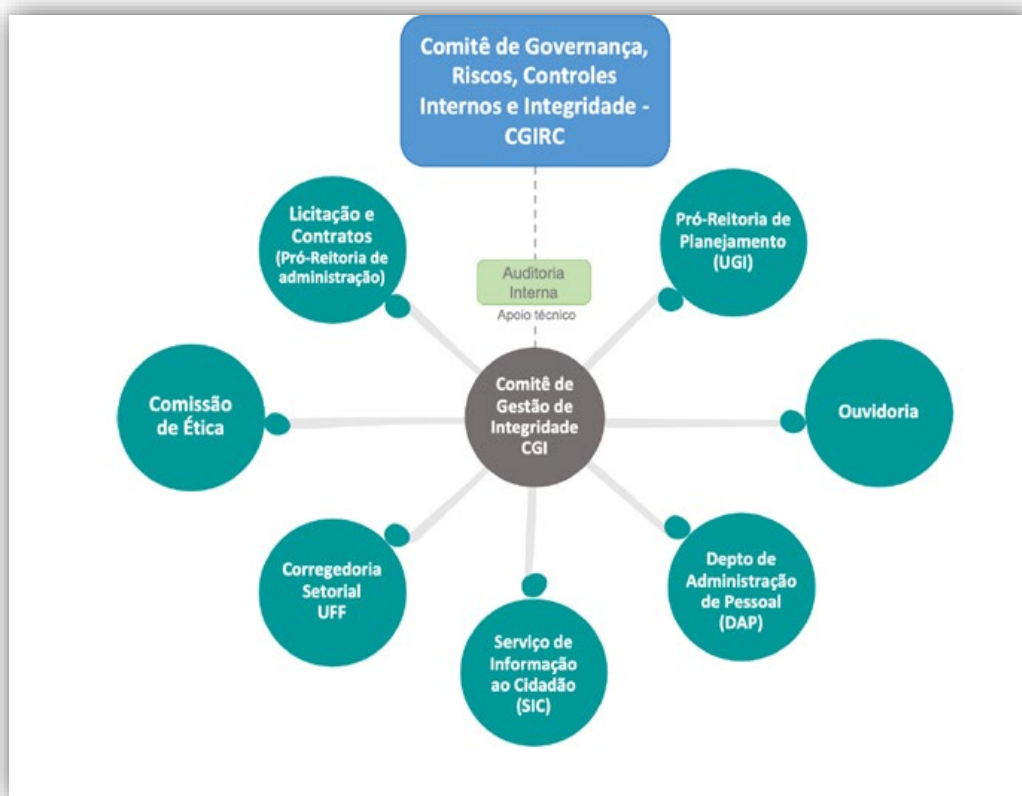 Comitê de Governança,
Riscos, Controles
Internos e Integridade -
CGIRC
Licitação e
Contratos
(Pró-Reitoria de
administração)
Pró-Reitoria de
Planejamento
(UGI)
Auditoria
Interna
Apoio técnico
Comissão
de Ética
Comitê de
Gestão de
Integridade
CGI
Ouvidoria
Corregedoria
Setorial
UFF
Serviço de
Informação
ao Cidadão
(SIC)
Depto de
Administração
de Pessoal
(DAP)